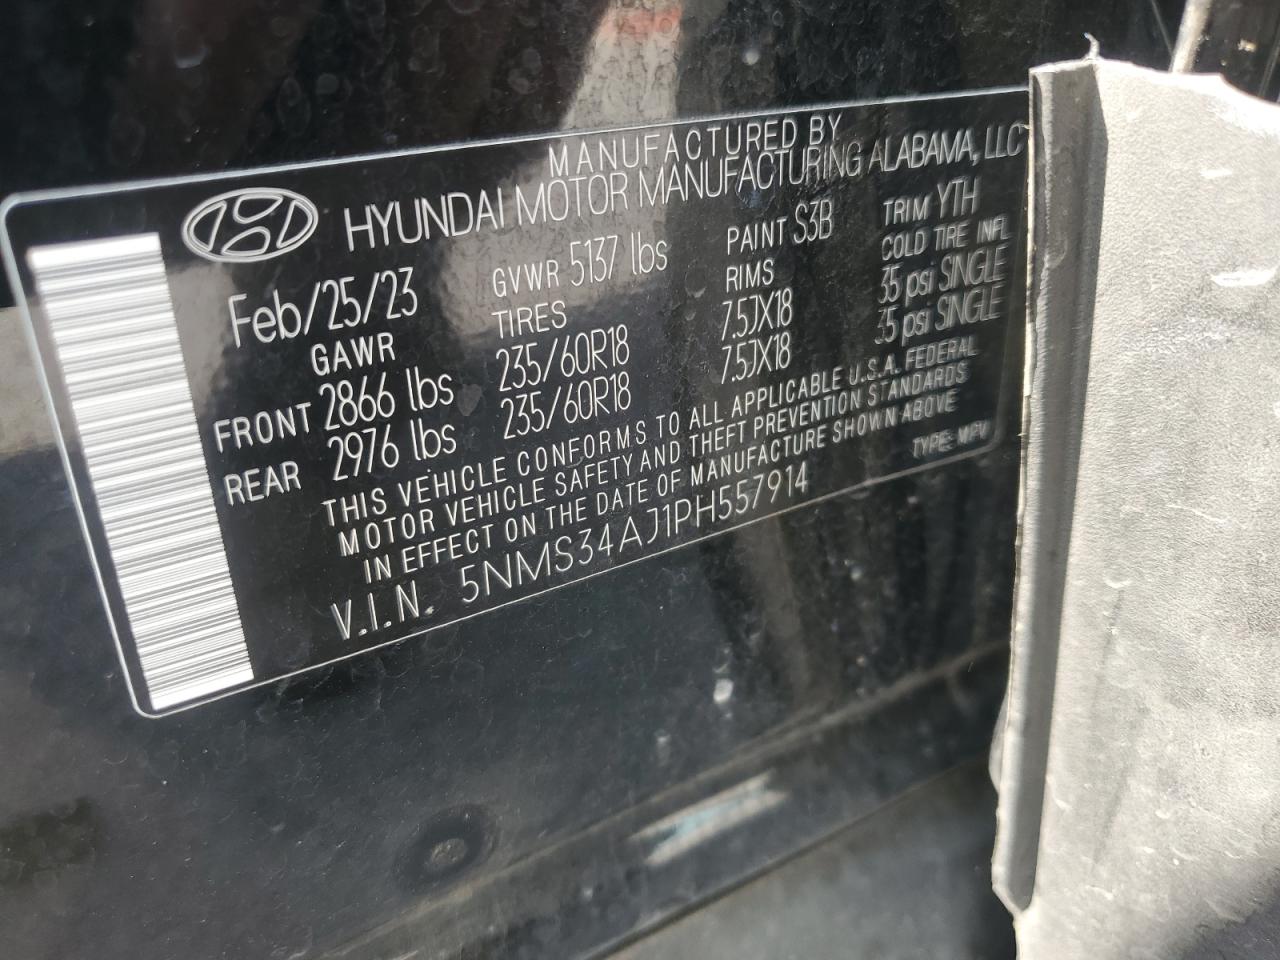 MANUFACTURED BY
HYUNDAI MOTOR MANUFACTURING ALABAMA, LLC
Feb/25/23 GVWR 5137 lbs PAINT S3B TRIM YTH
GAWR TIRES RIMS COLD TIRE INFL
FRONT 2866 lbs 235/60R18 7.5JX18 35 psi SINGLE
REAR 2976 lbs 235/60R18 7.5JX18 35 psi SINGLE
THIS VEHICLE CONFORMS TO ALL APPLICABLE U.S.A. FEDERAL
MOTOR VEHICLE SAFETY AND THEFT PREVENTION STANDARDS
IN EFFECT ON THE DATE OF MANUFACTURE SHOWN ABOVE
V.I.N. 5NMS34AJ1PH557914 TYPE: MPV